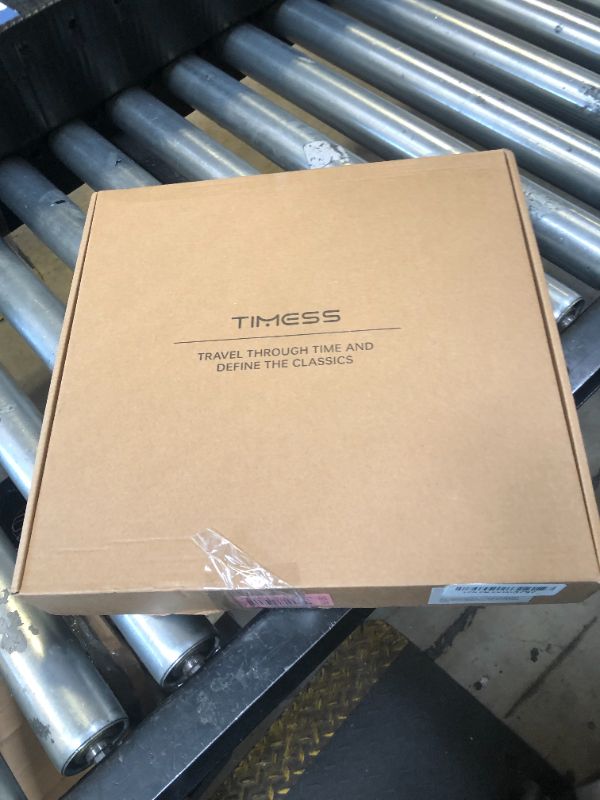 TIMESS
TRAVEL THROUGH TIME AND
DEFINE THE CLASSICS